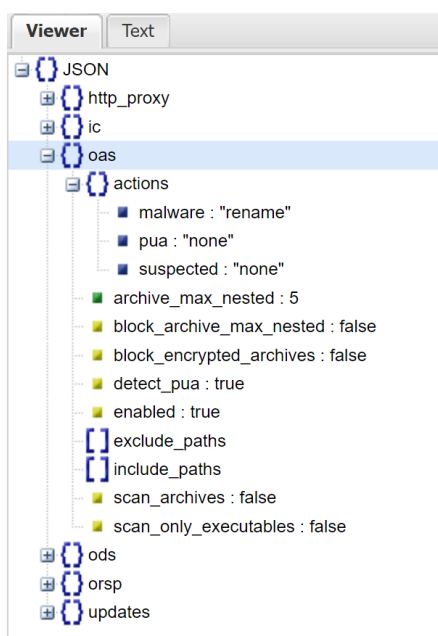 Viewer Text
JSON
http_proxy
ic
oas
actions
malware : "rename"
pua : "none"
suspected : "none"
archive_max_nested : 5
block_archive_max_nested : false
block_encrypted_archives : false
detect_pua : true
enabled : true
exclude_paths
include_paths
scan_archives : false
scan_only_executables : false
ods
orsp
updates